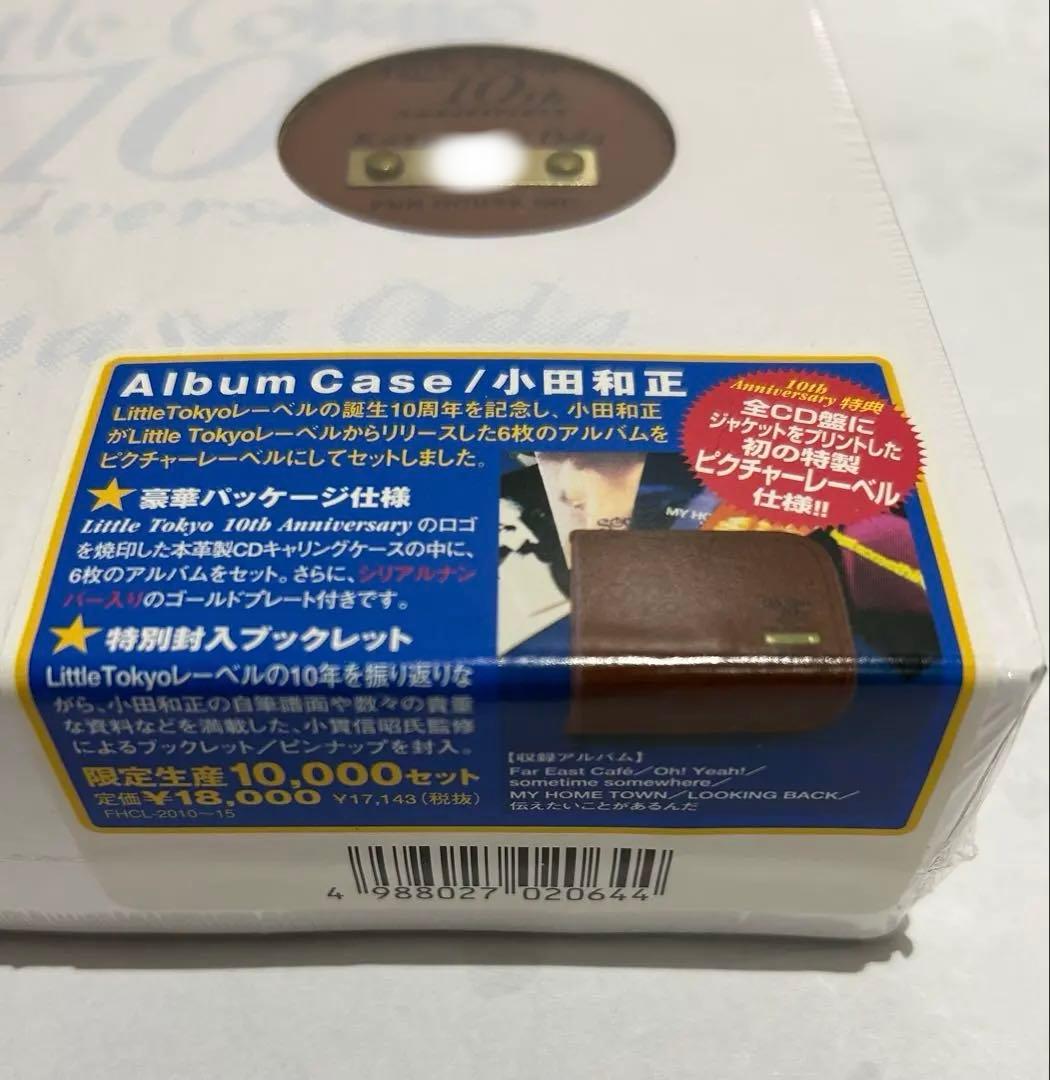 10
Oda
10th
Album Case/小田和正
LittleTokyoレーベルの誕生10周年を記念し、小田和正
がLittle Tokyoレーベルからリリースした6枚のアルバムを
ピクチャーレーベルにしてセットしました。
10th
Anniversary 特典
全CD盤に
ジャケットをプリントした
初の特製
ピクチャーレーベル
仕様!!
★豪華パッケージ仕様
Little Tokyo 10th Anniversary のロゴ
を焼印した本革製CDキャリングケースの中に、
6枚のアルバムをセット。さらに、シリアルナン
バー入りのゴールドプレート付きです。
MY HO
★特別封入ブックレット
LittleTokyoレーベルの10年を振り返りな
がら、小田和正の自筆譜面や数々の貴重
な資料などを満載した、小貫信昭氏監修
によるブックレット/ピンナップを封入。
限定生産10,000セット
定価¥18,000 ¥17,143(税抜)
FHCL-2010〜15
【収録アルバム】
Far East Café/Oh! Yeah!/
sometime somewhere/
MY HOME TOWN/LOOKING BACK/
伝えたいことがあるんだ
4 988027 020644